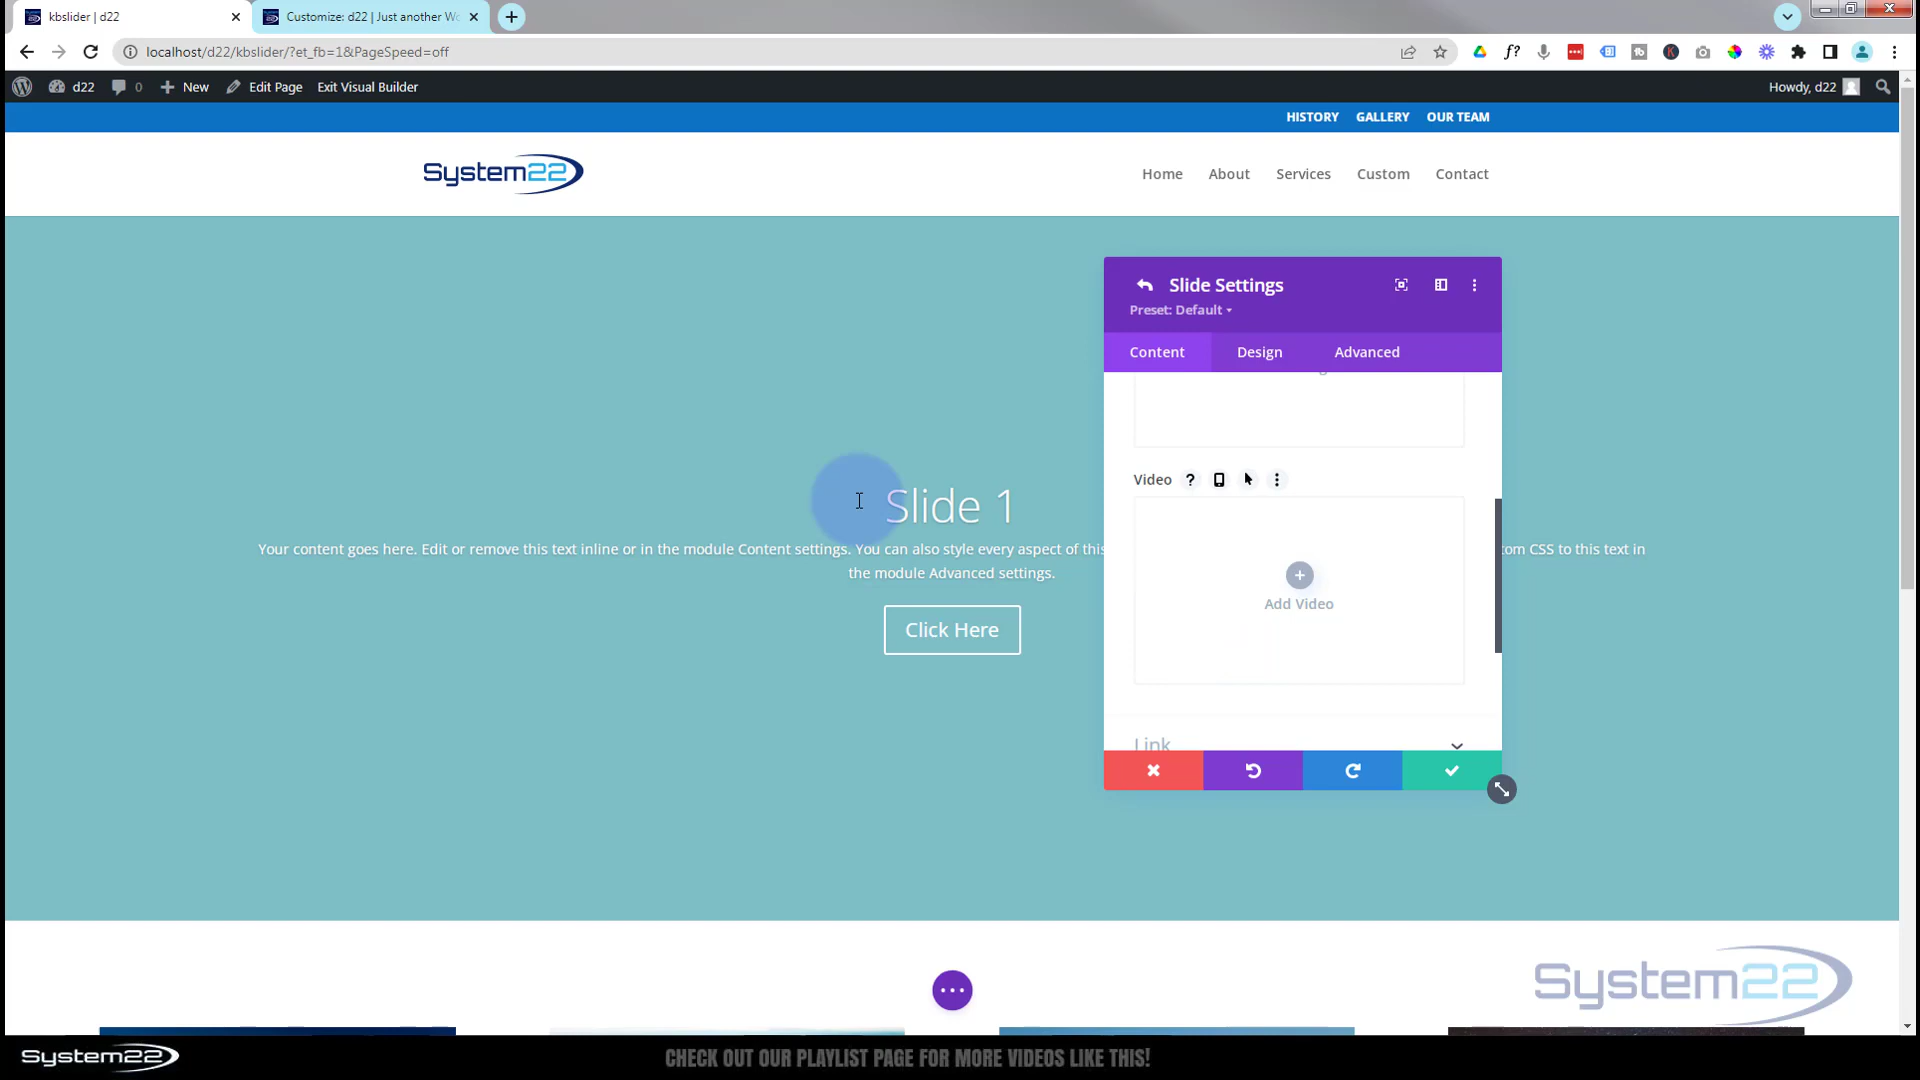 kbslider | d22
Customize: d22 | Just another Wo
localhost/d22/kbslider/?et_fb=1&PageSpeed=off
d22
0
New
Edit Page
Exit Visual Builder
Howdy, d22
HISTORY GALLERY OUR TEAM
System22
Home About Services Custom Contact
Slide Settings
Preset: Default
Content Design Advanced
Video
Add Video
Link
Slide 1
Your content goes here. Edit or remove this text inline or in the module Content settings. You can also style every aspect of this
om CSS to this text in
the module Advanced settings.
Click Here
System22
System22
CHECK OUT OUR PLAYLIST PAGE FOR MORE VIDEOS LIKE THIS!